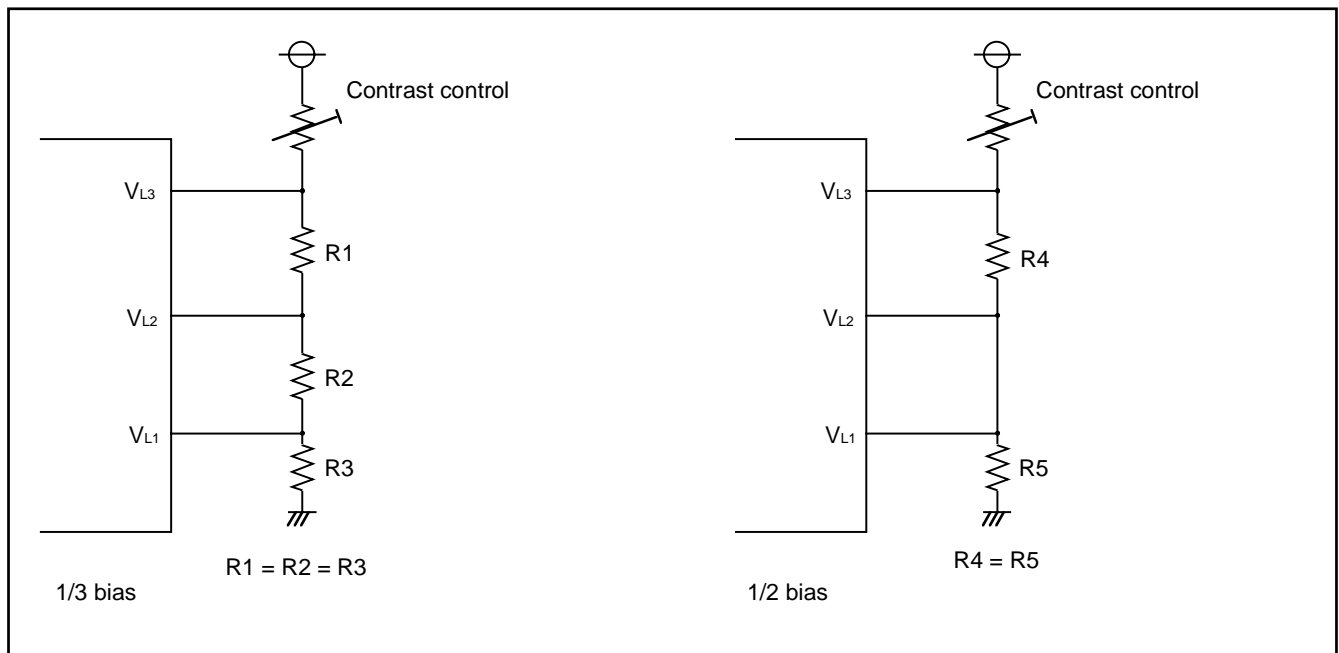 Contrast control
VL3
R1
VL2
R2
VL1
R3
R1 = R2 = R3
1/3 bias
Contrast control
VL3
R4
VL2
VL1
R5
R4 = R5
1/2 bias